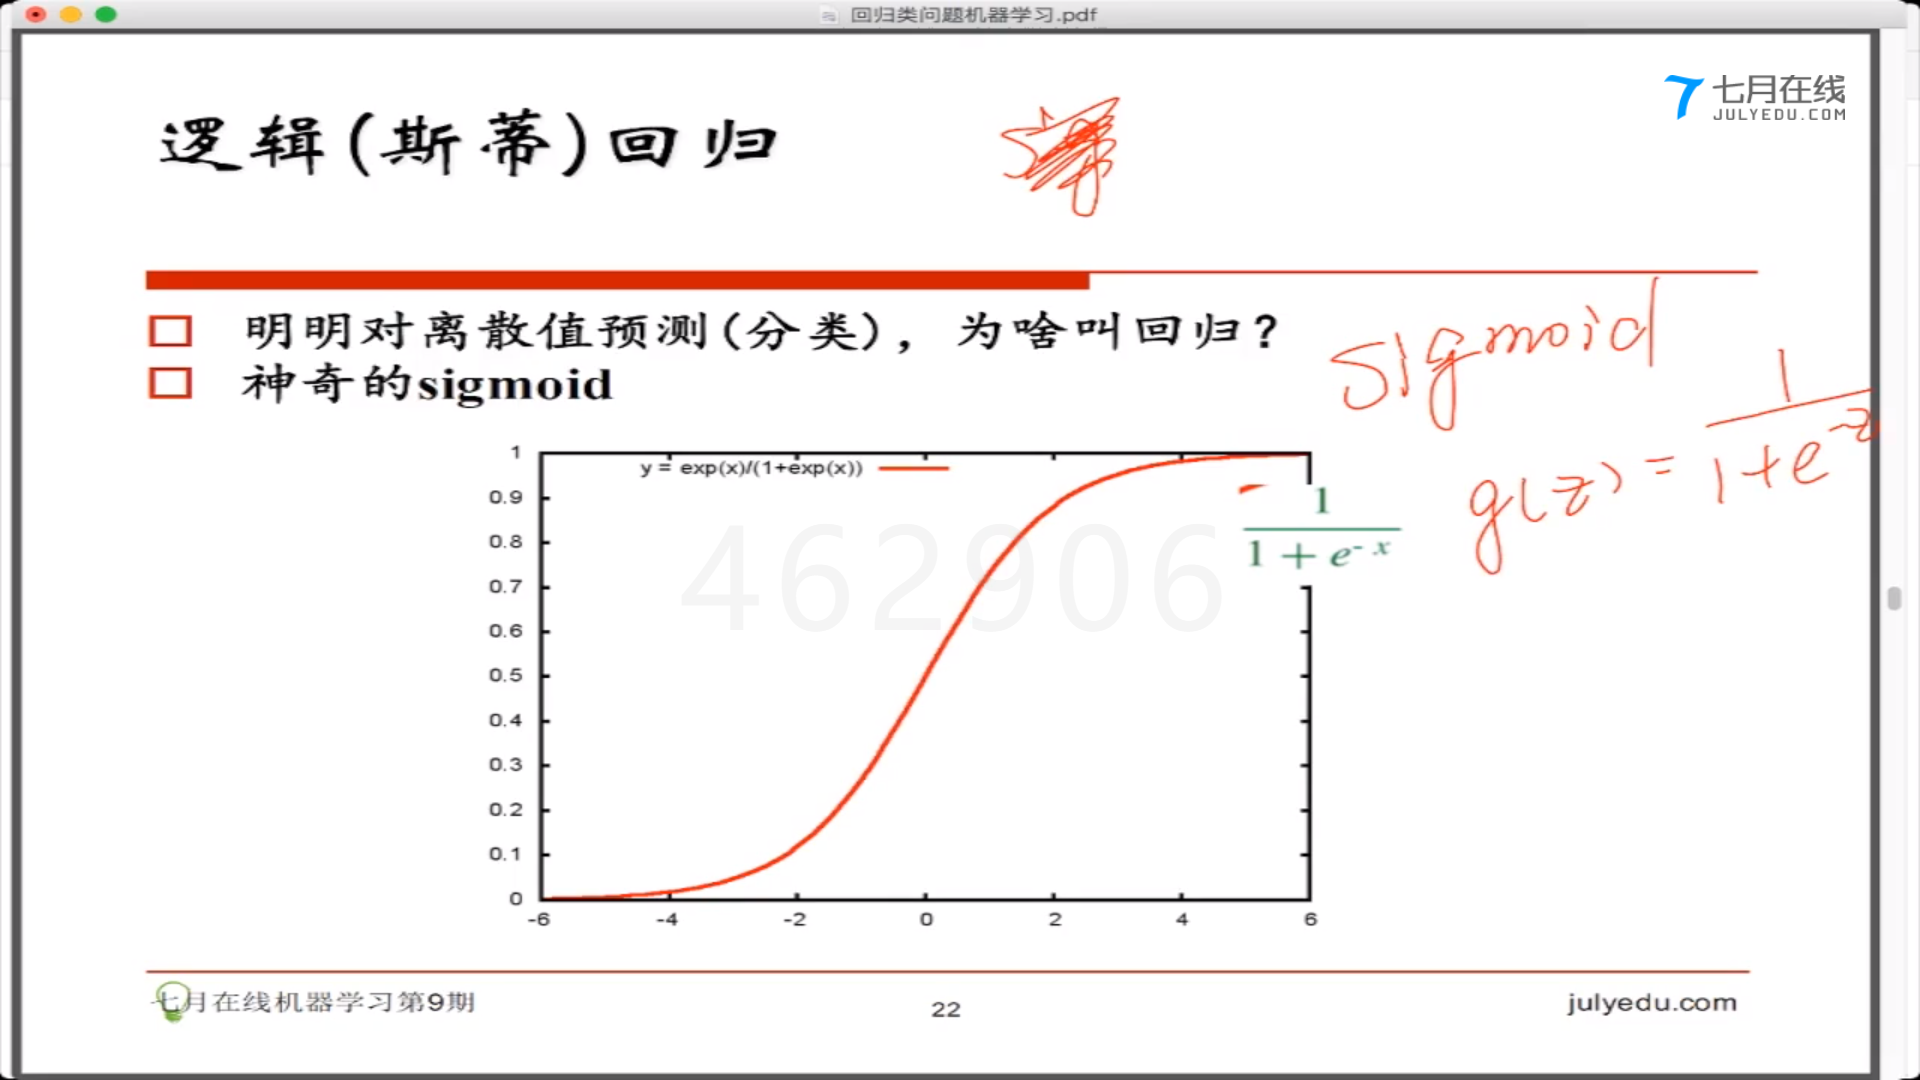 回归类问题机器学习.pdf
七月在线
JULYEDU.COM
逻辑(斯蒂)回归
明明对离散值预测(分类)，为啥叫回归？
神奇的sigmoid
sigmoid
g(z) = 1
1+e^-z
y = exp(x)/(1+exp(x))
1
1 + e^- x
462906
1
0.9
0.8
0.7
0.6
0.5
0.4
0.3
0.2
0.1
0
-6 -4 -2 0 2 4 6
七月在线机器学习第9期
22
julyedu.com